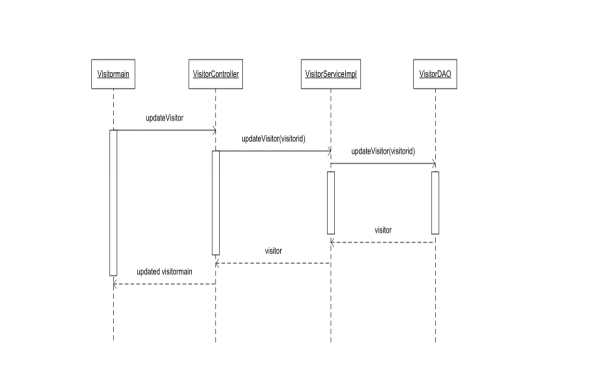 Visitormain
VisitorController
VisitorServiceImpl
VisitorDAO
updateVisitor
updateVisitor(visitorid)
updateVisitor(visitorid)
visitor
visitor
updated visitormain